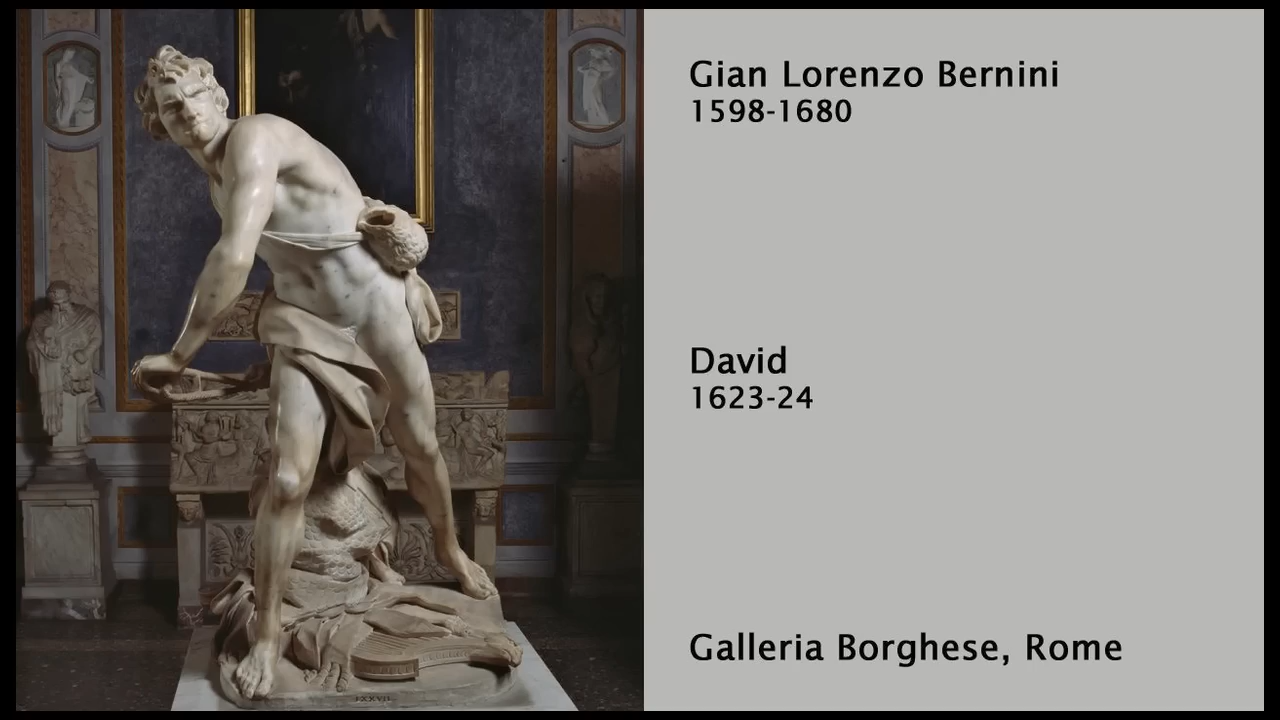 Gian Lorenzo Bernini
1598-1680
David
1623-24
Galleria Borghese, Rome